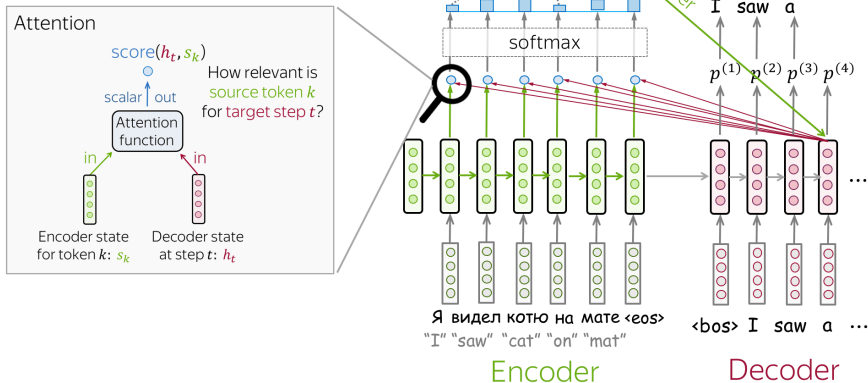 Attention
score(h_t, s_k)
How relevant is
source token k
for target step t?
scalar out
Attention
function
in
in
Encoder state
for token k: s_k
Decoder state
at step t: h_t
softmax
I saw a
p^(1) p^(2) p^(3) p^(4)
...
Я видел котю на мате <eos>
"I" "saw" "cat" "on" "mat"
<bos> I saw a ...
Encoder
Decoder